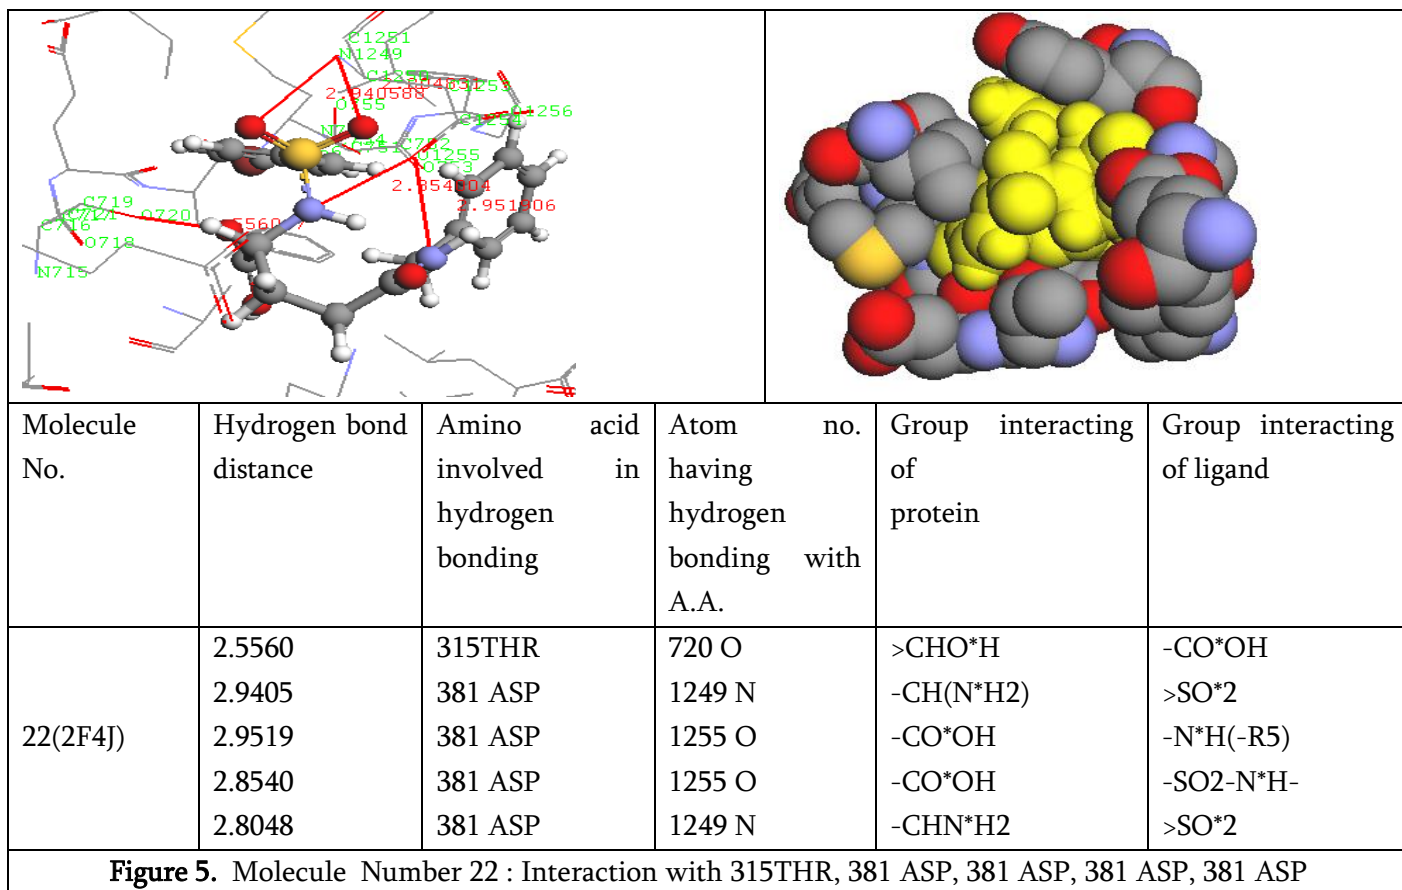 C1251
N1249
2.940588
O755
C1253
O1256
C752
O1255
2.951906
C719
O720
C716
O718
N715
Molecule No.
Hydrogen bond distance
Amino acid involved in hydrogen bonding
Atom no. having hydrogen bonding with A.A.
Group interacting of protein
Group interacting of ligand
22(2F4J)
2.5560 315THR 720 O >CHO*H -CO*OH
2.9405 381 ASP 1249 N -CH(N*H2) >SO*2
2.9519 381 ASP 1255 O -CO*OH -N*H(-R5)
2.8540 381 ASP 1255 O -CO*OH -SO2-N*H-
2.8048 381 ASP 1249 N -CHN*H2 >SO*2
Figure 5. Molecule Number 22 : Interaction with 315THR, 381 ASP, 381 ASP, 381 ASP, 381 ASP